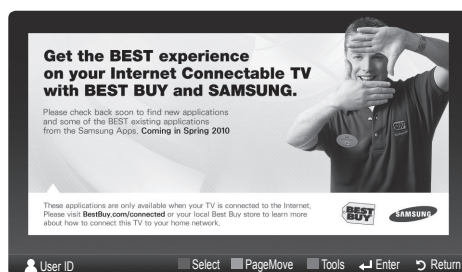 Get the BEST experience
on your Internet Connectable TV
with BEST BUY and SAMSUNG.
Please check back soon to find new applications
and some of the BEST existing applications
from the Samsung Apps. Coming in Spring 2010
These applications are only available when your TV is connected to the Internet,
Please visit BestBuy.com/connected or your local Best Buy store to learn more
about how to connect this TV to your home network.
BEST
BUY
SAMSUNG
User ID Select PageMove Tools Enter Return